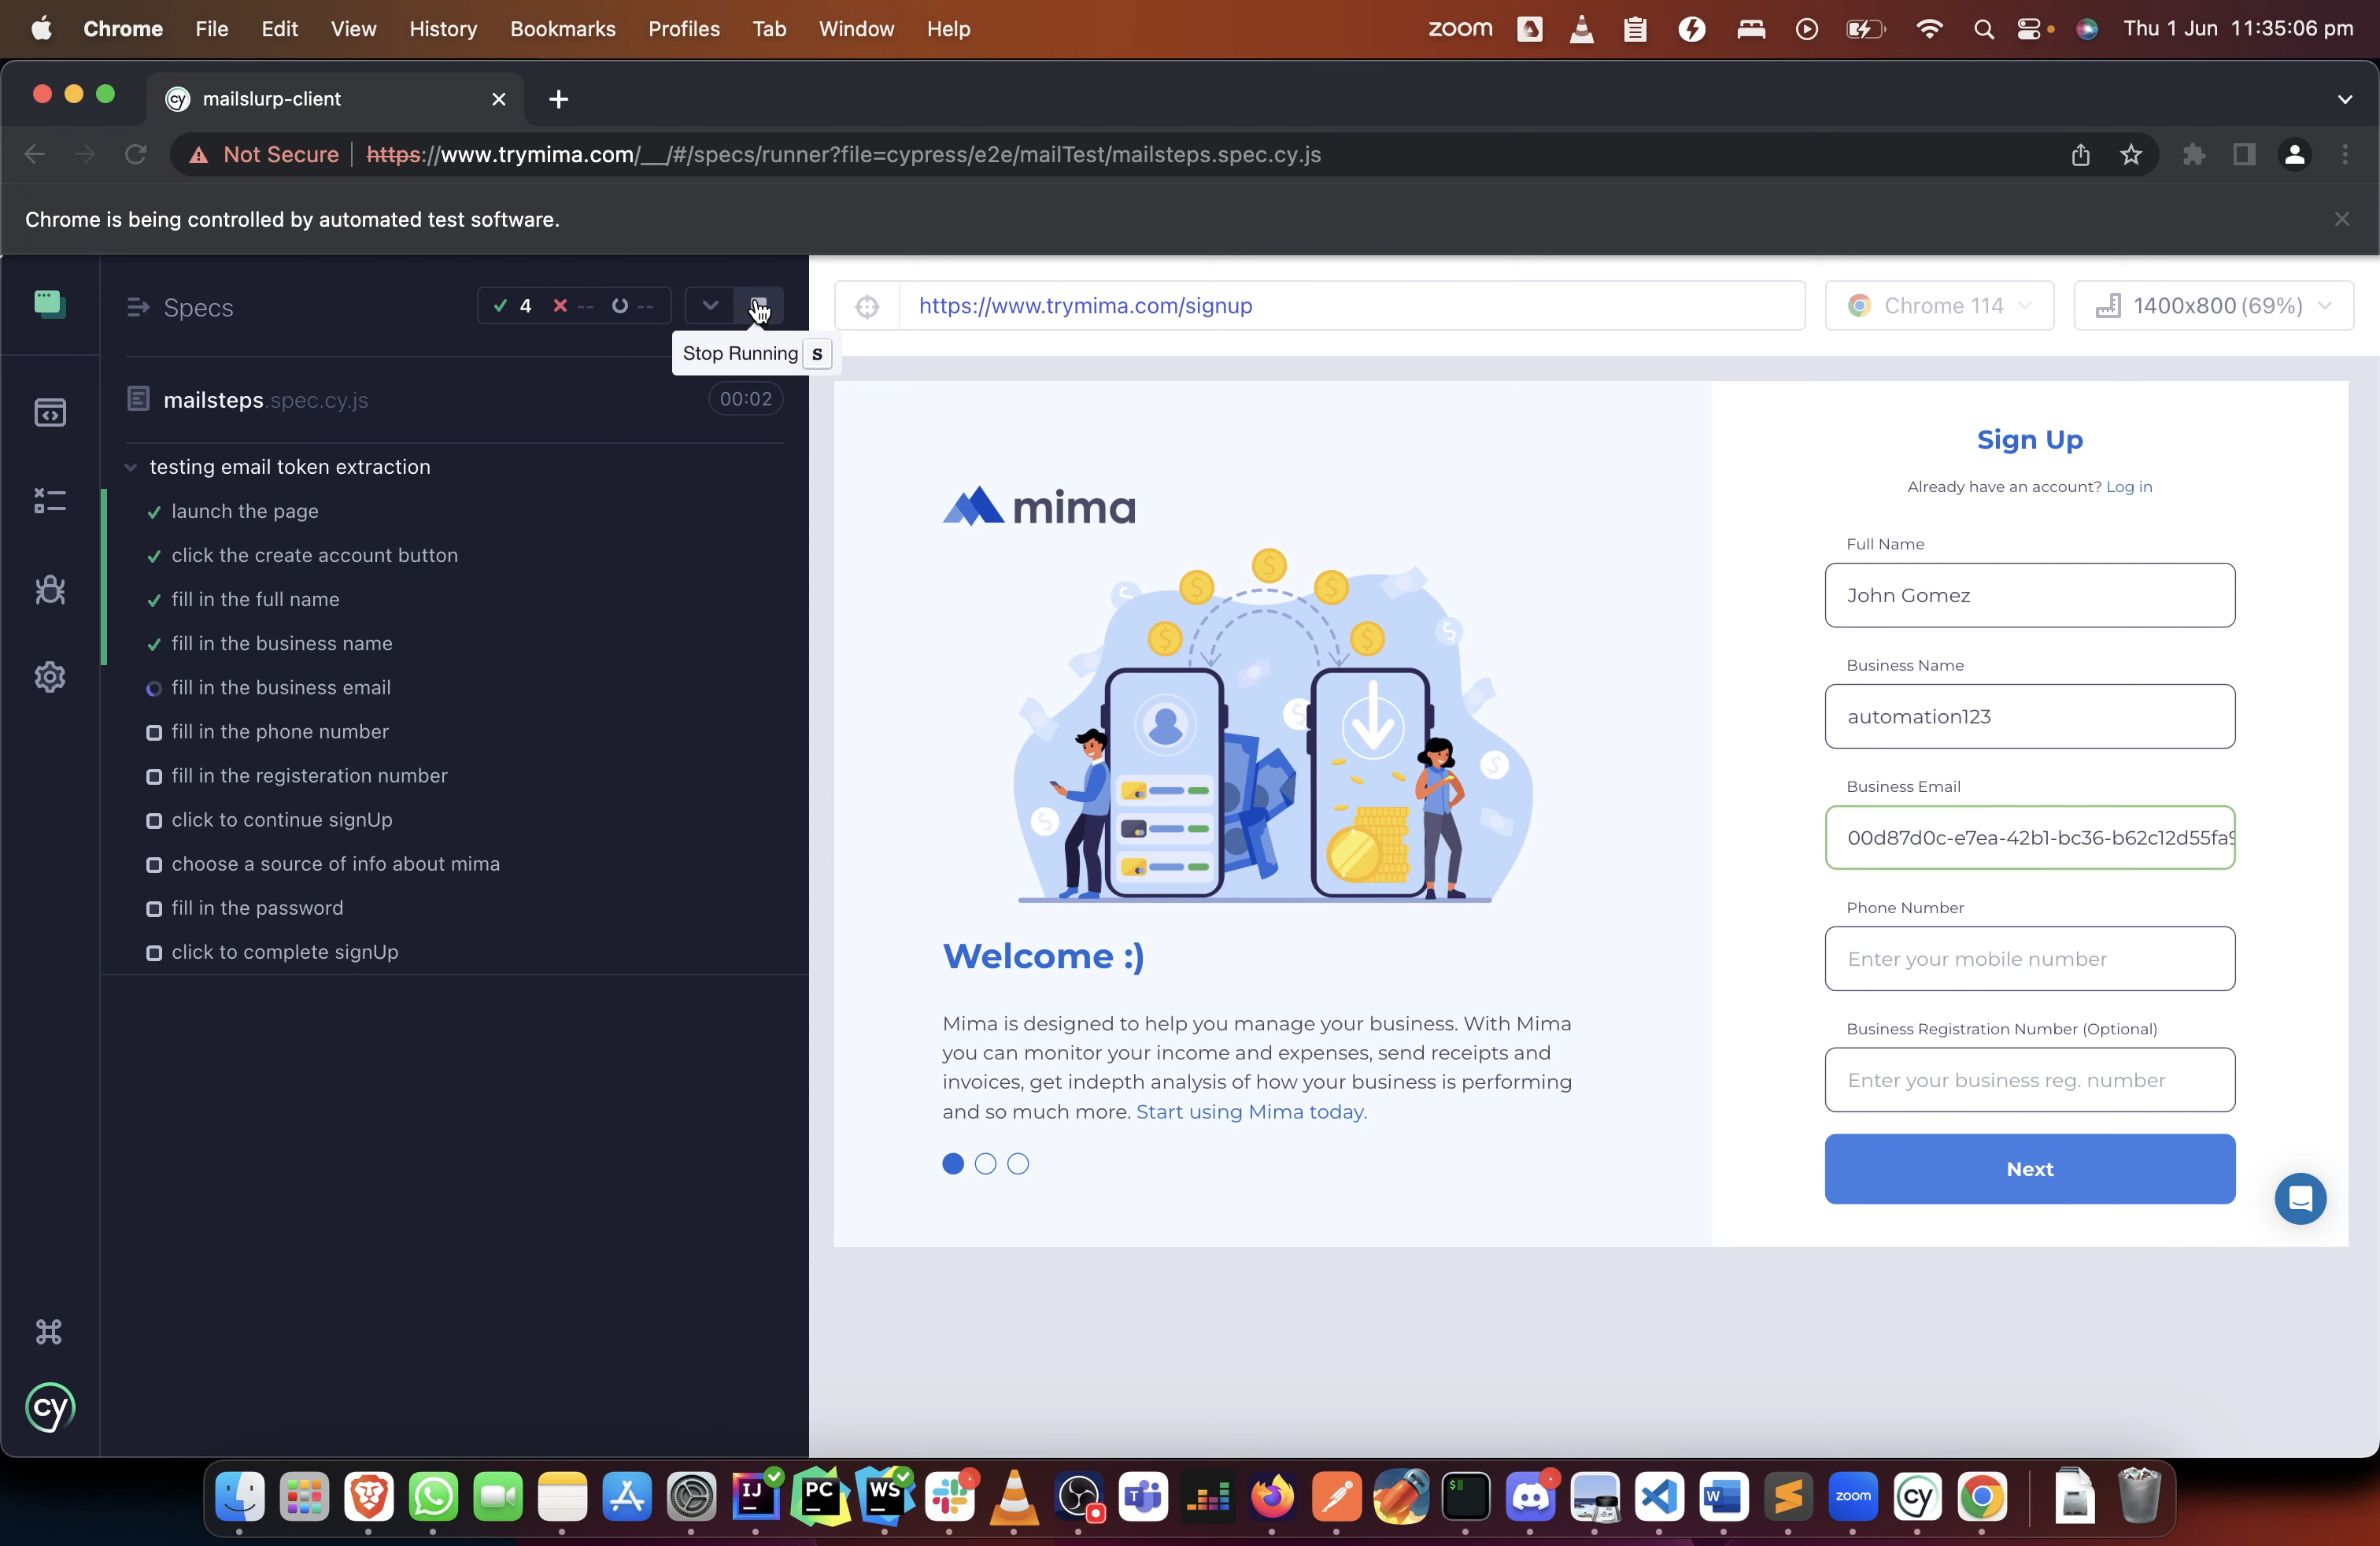 Chrome File Edit View History Bookmarks Profiles Tab Window Help zoom Thu 1 Jun 11:35:06 pm
cy mailslurp-client
Not Secure https://www.trymima.com/__/#/specs/runner?file=cypress/e2e/mailTest/mailsteps.spec.cy.js
Chrome is being controlled by automated test software.
Specs 4 -- --
Stop Running S
https://www.trymima.com/signup Chrome 114 1400x800 (69%)
mailsteps.spec.cy.js 00:02
testing email token extraction
launch the page
click the create account button
fill in the full name
fill in the business name
fill in the business email
fill in the phone number
fill in the registeration number
click to continue signUp
choose a source of info about mima
fill in the password
click to complete signUp
cy
mima
Welcome :)
Mima is designed to help you manage your business. With Mima
you can monitor your income and expenses, send receipts and
invoices, get indepth analysis of how your business is performing
and so much more. Start using Mima today.
Sign Up
Already have an account? Log in
Full Name
John Gomez
Business Name
automation123
Business Email
00d87d0c-e7ea-42b1-bc36-b62c12d55fa9
Phone Number
Enter your mobile number
Business Registration Number (Optional)
Enter your business reg. number
Next
IJ PC WS T $ W zoom cy